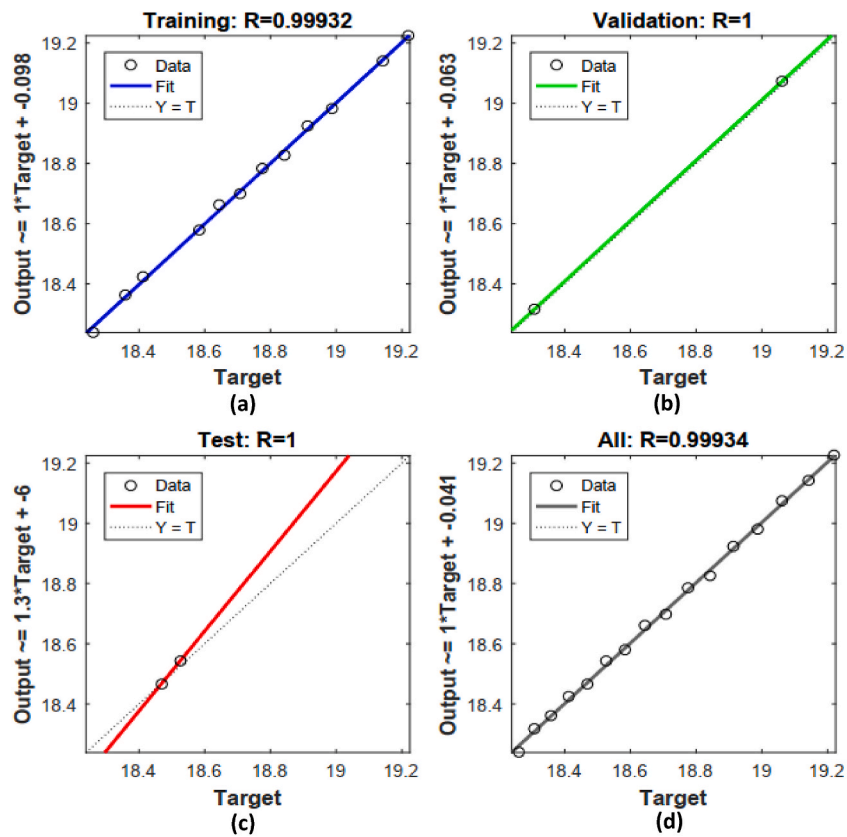 Training: R=0.99932
Output ~= 1*Target + -0.098
19.2
19
18.8
18.6
18.4
Data
Fit
Y = T
18.4 18.6 18.8 19 19.2
Target
(a)
Validation: R=1
Output ~= 1*Target + -0.063
19.2
19
18.8
18.6
18.4
Data
Fit
Y = T
18.4 18.6 18.8 19 19.2
Target
(b)
Test: R=1
Output ~= 1.3*Target + -6
19.2
19
18.8
18.6
18.4
Data
Fit
Y = T
18.4 18.6 18.8 19 19.2
Target
(c)
All: R=0.99934
Output ~= 1*Target + -0.041
19.2
19
18.8
18.6
18.4
Data
Fit
Y = T
18.4 18.6 18.8 19 19.2
Target
(d)